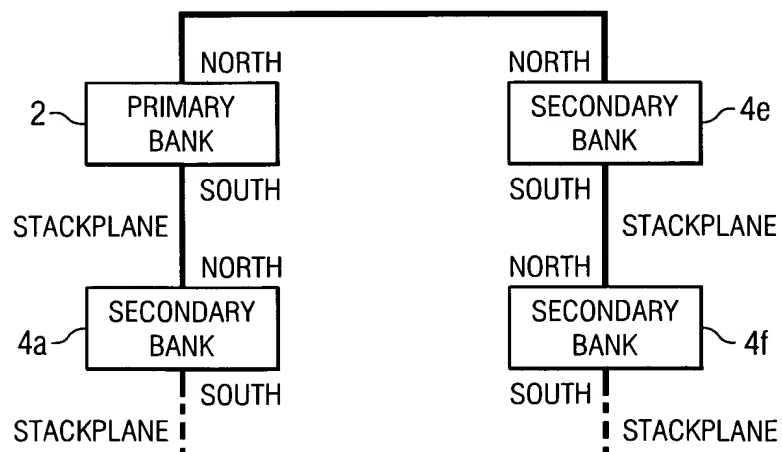 NORTH
NORTH
2
PRIMARY
BANK
SECONDARY
BANK
4e
SOUTH
SOUTH
STACKPLANE
STACKPLANE
NORTH
NORTH
4a
SECONDARY
BANK
SECONDARY
BANK
4f
SOUTH
SOUTH
STACKPLANE
STACKPLANE